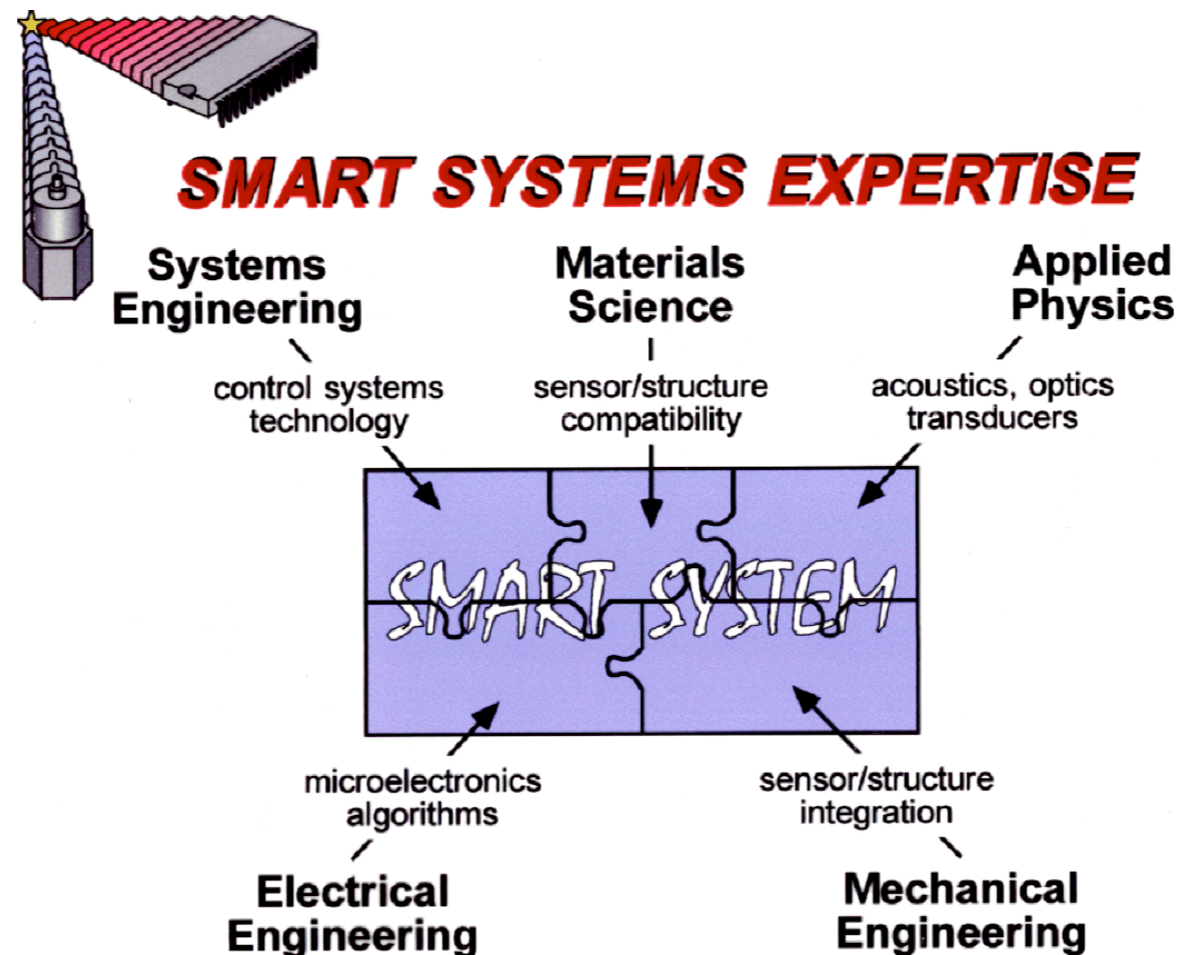 SMART SYSTEMS EXPERTISE
Systems
Engineering
Materials
Science
Applied
Physics
control systems
technology
sensor/structure
compatibility
acoustics, optics
transducers
SMART SYSTEM
microelectronics
algorithms
sensor/structure
integration
Electrical
Engineering
Mechanical
Engineering